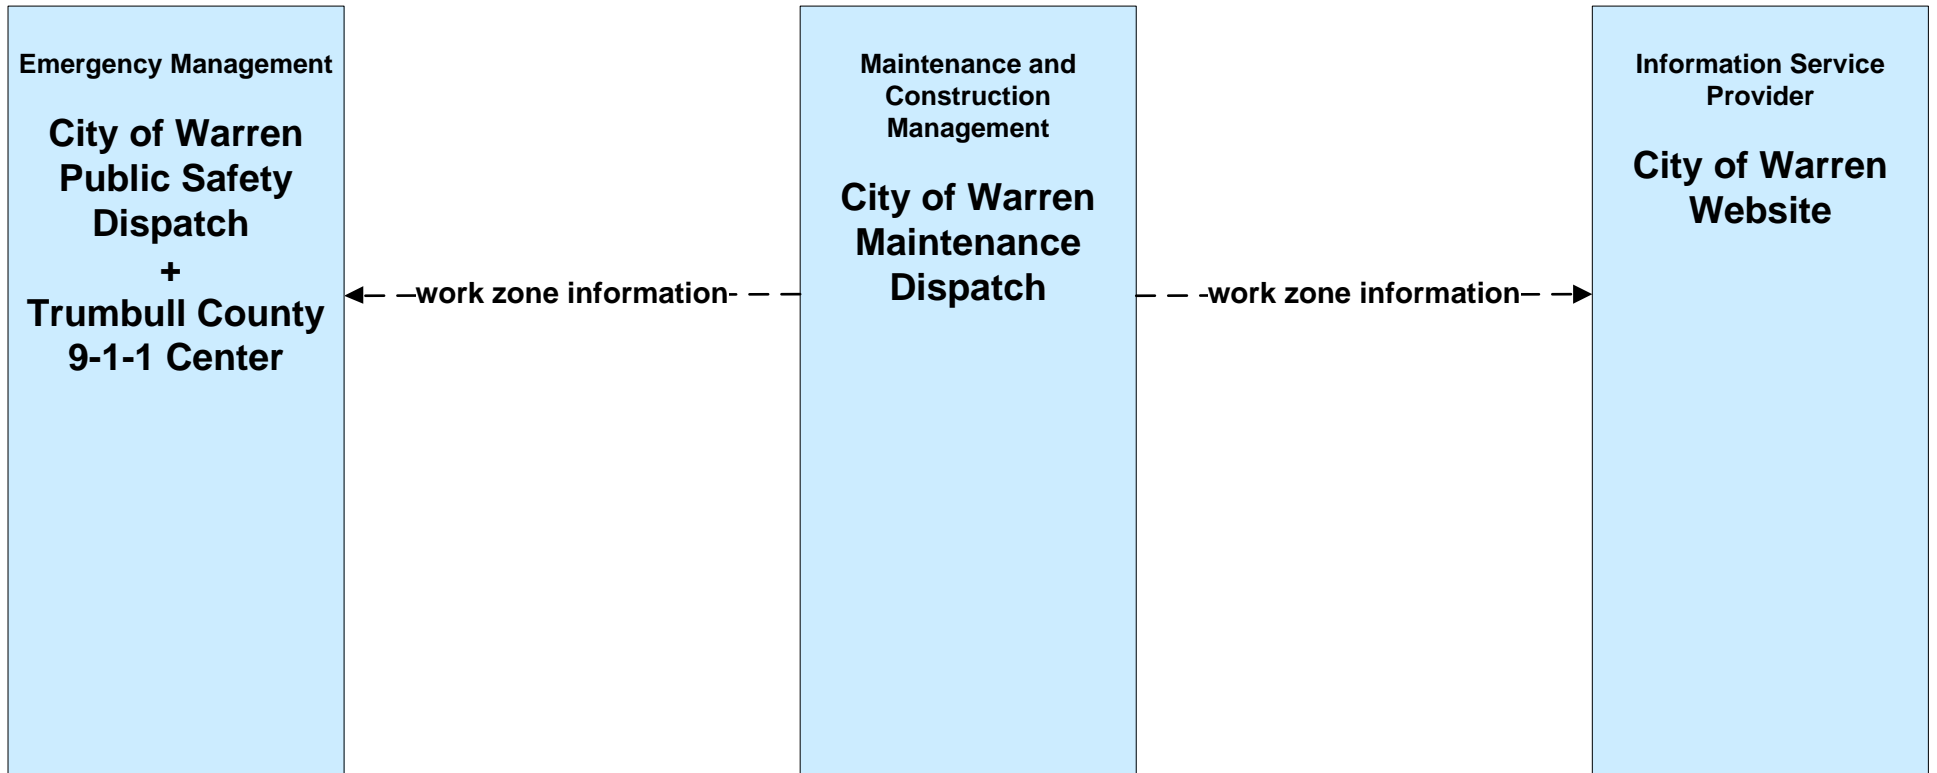 Emergency Management
City of Warren
Public Safety
Dispatch
+
Trumbull County
9-1-1 Center
work zone information
Maintenance and
Construction
Management
City of Warren
Maintenance
Dispatch
work zone information
Information Service
Provider
City of Warren
Website